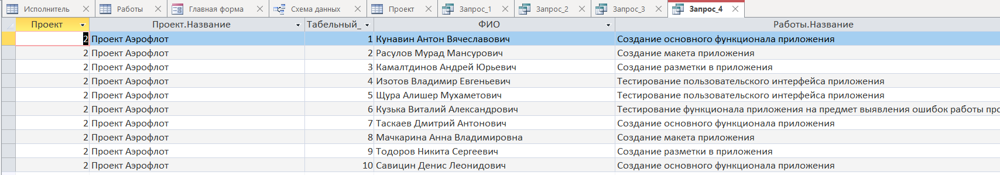 Исполнитель Работы Главная форма Схема данных Проект Запрос_1 Запрос_2 Запрос_3 Запрос_4
Проект Проект.Название Табельный_ ФИО Работы.Название
2 Проект Аэрофлот 1 Кунавин Антон Вячеславович Создание основного функционала приложения
2 Проект Аэрофлот 2 Расулов Мурад Мансурович Создание макета приложения
2 Проект Аэрофлот 3 Камалтдинов Андрей Юрьевич Создание разметки в приложения
2 Проект Аэрофлот 4 Изотов Владимир Евгеньевич Тестирование пользовательского интерфейса приложения
2 Проект Аэрофлот 5 Щура Алишер Мухаметович Тестирование пользовательского интерфейса приложения
2 Проект Аэрофлот 6 Кузька Виталий Александрович Тестирование функционала приложения на предмет выявления ошибок работы про
2 Проект Аэрофлот 7 Таскаев Дмитрий Антонович Создание основного функционала приложения
2 Проект Аэрофлот 8 Мачкарина Анна Владимировна Создание макета приложения
2 Проект Аэрофлот 9 Тодоров Никита Сергеевич Создание разметки в приложения
2 Проект Аэрофлот 10 Савицин Денис Леонидович Создание основного функционала приложения